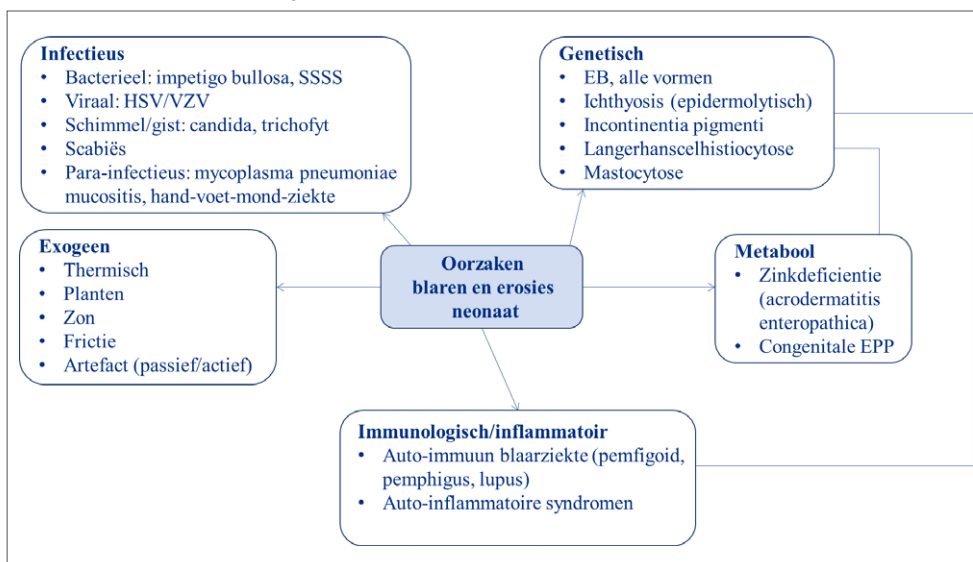 Infectieus
• Bacterieel: impetigo bullosa, SSSS
• Viraal: HSV/VZV
• Schimmel/gist: candida, trichofyt
• Scabiës
• Para-infectieus: mycoplasma pneumoniae
mucositis, hand-voet-mond-ziekte
Genetisch
• EB, alle vormen
• Ichthyosis (epidermolytisch)
• Incontinentia pigmenti
• Langerhanscelhistiocytose
• Mastocytose
Exogeen
• Thermisch
• Planten
• Zon
• Frictie
• Artefact (passief/actief)
Oorzaken
blaren en erosies
neonaat
Metabool
• Zinkdeficientie
(acrodermatitis
enteropathica)
• Congenitale EPP
Immunologisch/inflammatoir
• Auto-immuun blaarziekte (pemfigoid,
pemphigus, lupus)
• Auto-inflammatoire syndromen